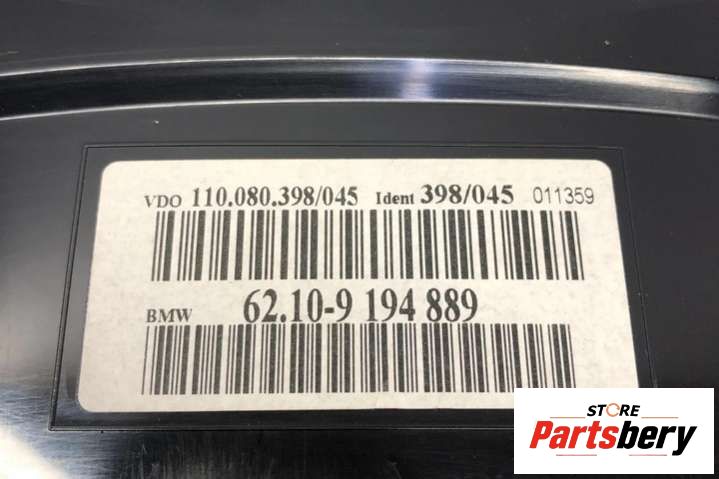 VDO 110.080.398/045 Ident 398/045 011359
BMW 62.10-9 194 889
STORE
Partsbery